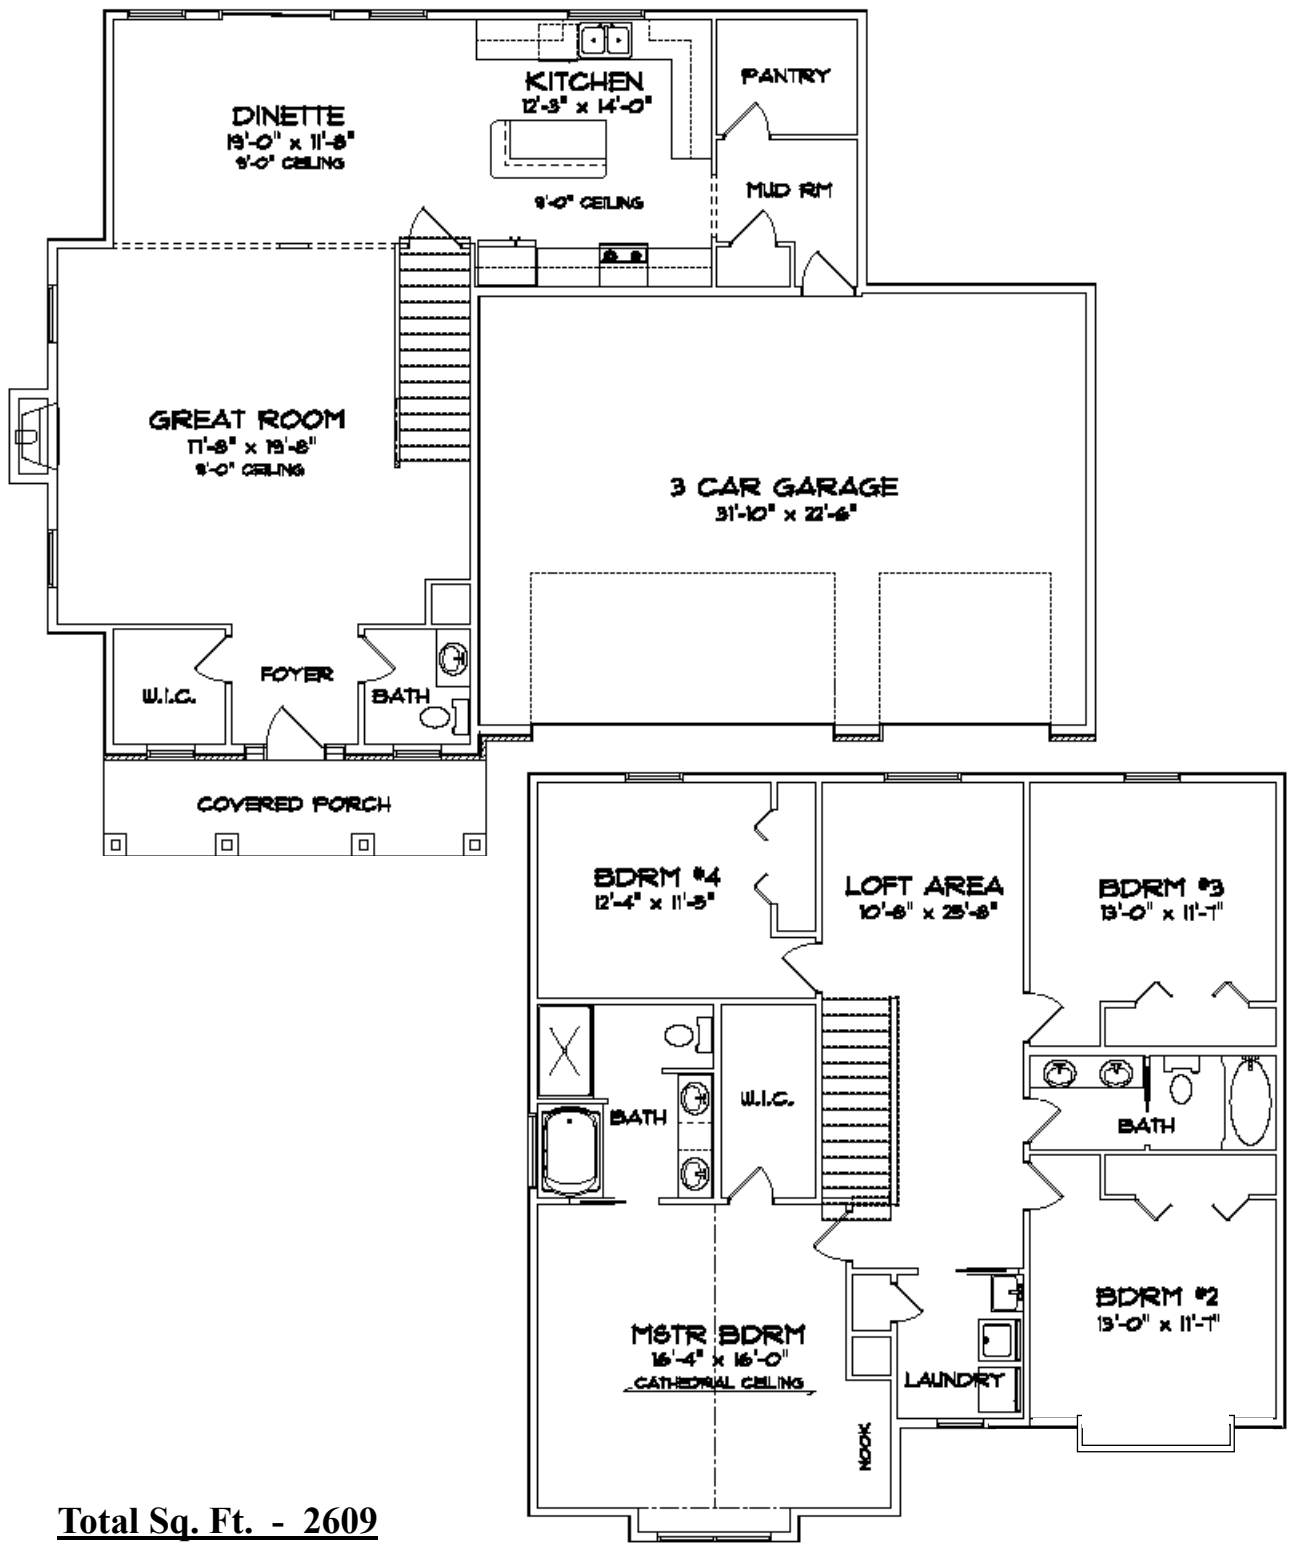 PANTRY
KITCHEN
12'-3" x 14'-0"
DINETTE
19'-0" x 11'-8"
9'-0" CEILING
MUD RM
9'-0" CEILING
GREAT ROOM
17'-8" x 19'-8"
9'-0" CEILING
3 CAR GARAGE
31'-10" x 22'-6"
FOYER
W.I.C.
BATH
COVERED PORCH
BDRM #4
12'-4" x 11'-5"
LOFT AREA
10'-8" x 25'-8"
BDRM #3
13'-0" x 11'-7"
W.I.C.
BATH
BATH
BDRM #2
13'-0" x 11'-7"
MSTR BDRM
16'-4" x 16'-0"
CATHEDRAL CEILING
LAUNDRY
NOOK
Total Sq. Ft. - 2609